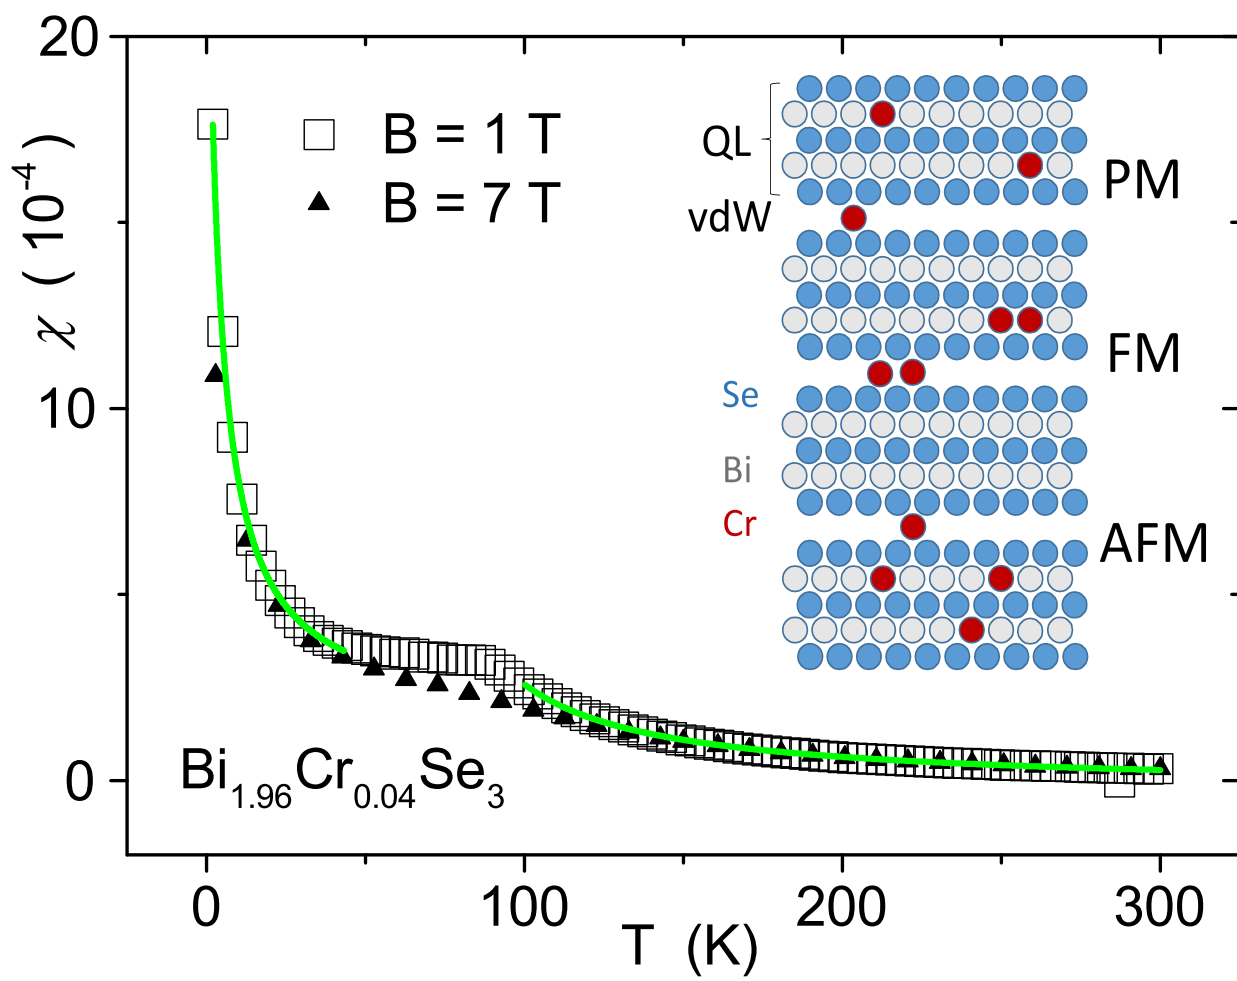 20
10
0
χ ( 10-4 )
B = 1 T
B = 7 T
QL
vdW
PM
FM
AFM
Se
Bi
Cr
Bi1.96Cr0.04Se3
0 100 200 300
T (K)